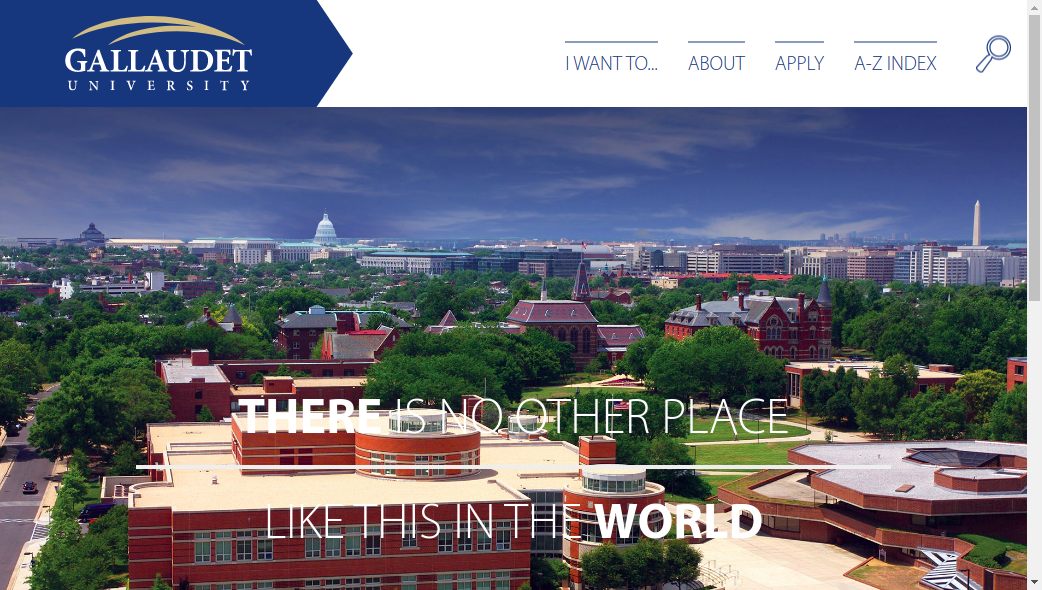 GALLAUDET
UNIVERSITY
I WANT TO...
ABOUT
APPLY
A-Z INDEX
THERE IS NO OTHER PLACE
LIKE THIS IN THE WORLD